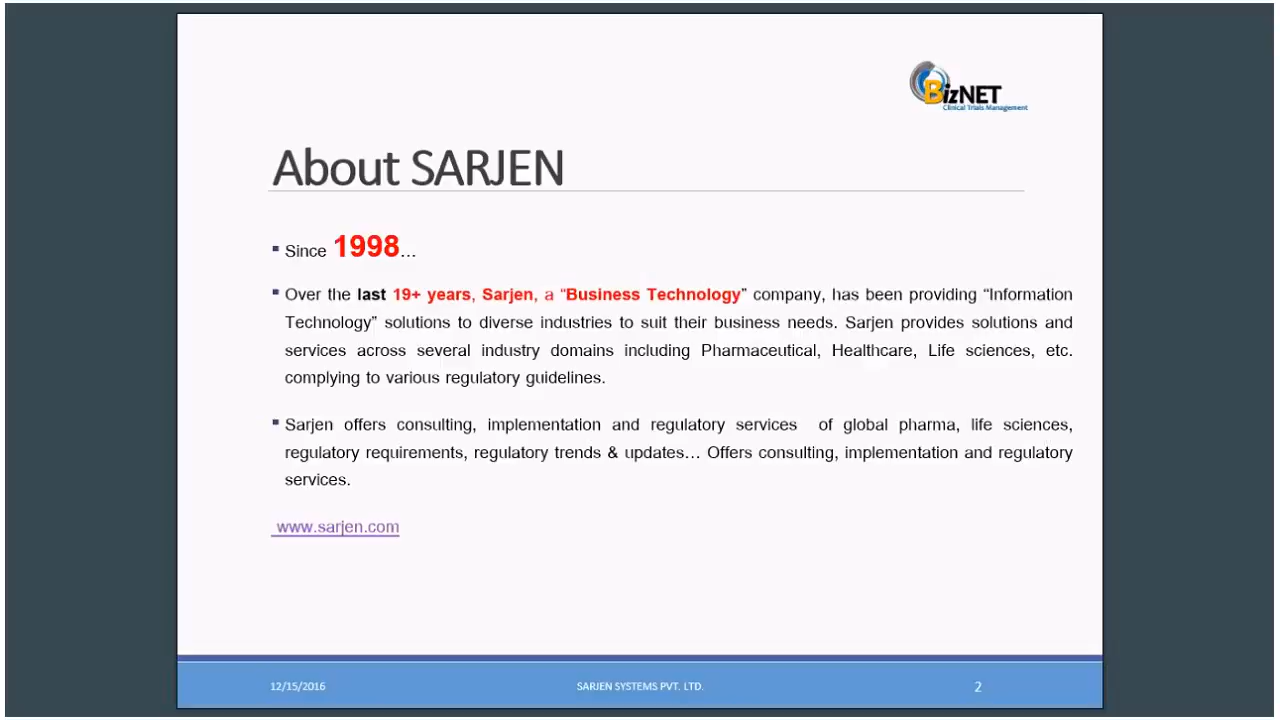 BizNET
Clinical Trials Management
About SARJEN
▪ Since 1998...
▪ Over the last 19+ years, Sarjen, a “Business Technology” company, has been providing “Information
Technology” solutions to diverse industries to suit their business needs. Sarjen provides solutions and
services across several industry domains including Pharmaceutical, Healthcare, Life sciences, etc.
complying to various regulatory guidelines.
▪ Sarjen offers consulting, implementation and regulatory services of global pharma, life sciences,
regulatory requirements, regulatory trends & updates... Offers consulting, implementation and regulatory
services.
www.sarjen.com
12/15/2016 SARJEN SYSTEMS PVT. LTD. 2